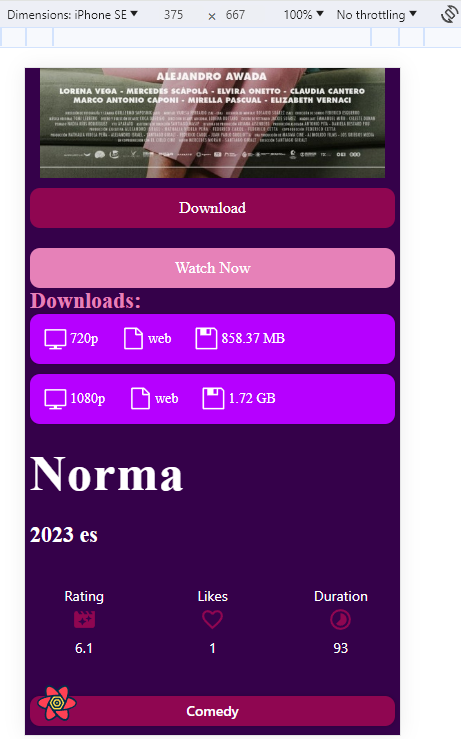 Dimensions: iPhone SE 375 × 667 100% No throttling
ALEJANDRO AWADA
LORENA VEGA - MERCEDES SCÁPOLA - ELVIRA ONETTO - CLAUDIA CANTERO
MARCO ANTONIO CAPONI - MIRELLA PASCUAL - ELIZABETH VERNACI
Download
Watch Now
Downloads:
720p web 858.37 MB
1080p web 1.72 GB
Norma
2023 es
Rating Likes Duration
6.1 1 93
Comedy